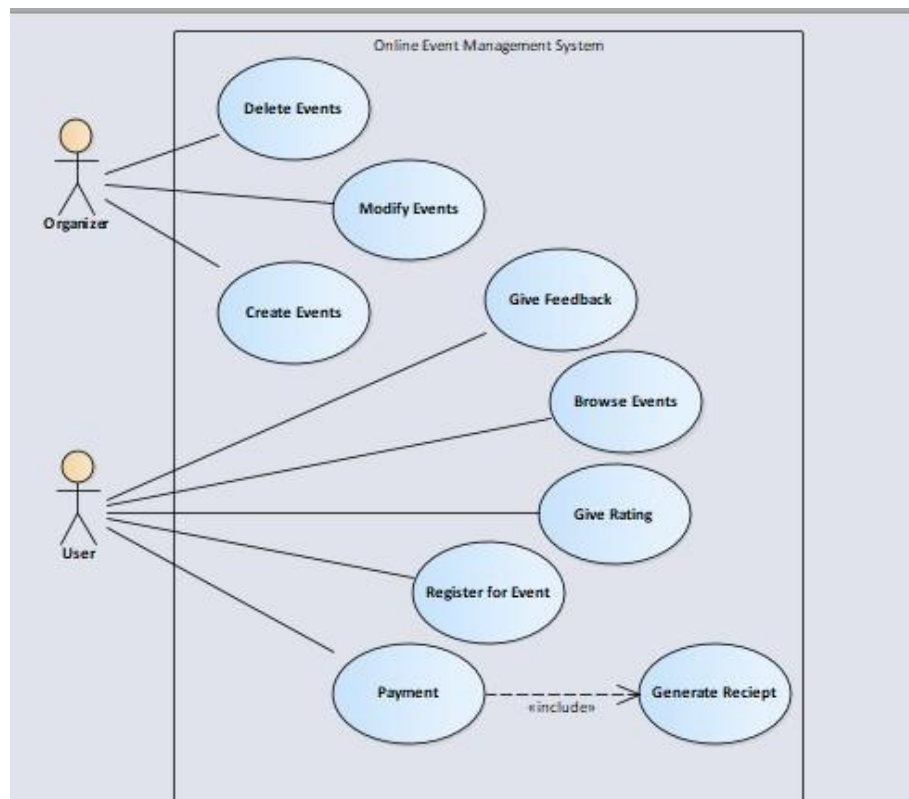 Online Event Management System
Delete Events
Organizer
Modify Events
Create Events
Give Feedback
Browse Events
User
Give Rating
Register for Event
Payment
«include»
Generate Reciept